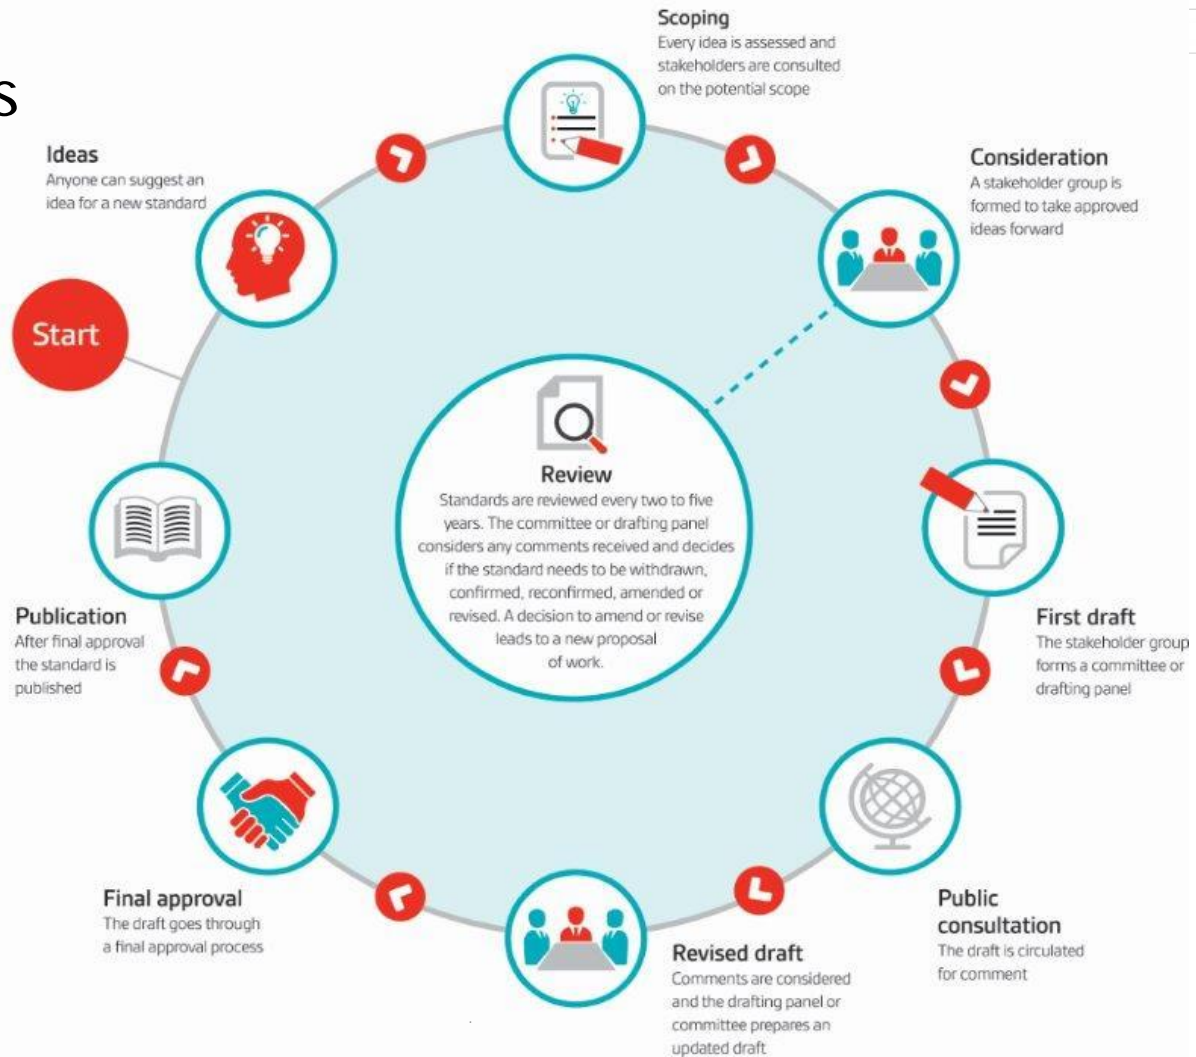 s
Start
Ideas
Anyone can suggest an
idea for a new standard
Scoping
Every idea is assessed and
stakeholders are consulted
on the potential scope
Consideration
A stakeholder group is
formed to take approved
ideas forward
First draft
The stakeholder group
forms a committee or
drafting panel
Public
consultation
The draft is circulated
for comment
Revised draft
Comments are considered
and the drafting panel or
committee prepares an
updated draft
Final approval
The draft goes through
a final approval process
Publication
After final approval
the standard is
published
Review
Standards are reviewed every two to five
years. The committee or drafting panel
considers any comments received and decides
if the standard needs to be withdrawn,
confirmed, reconfirmed, amended or
revised. A decision to amend or revise
leads to a new proposal
of work.